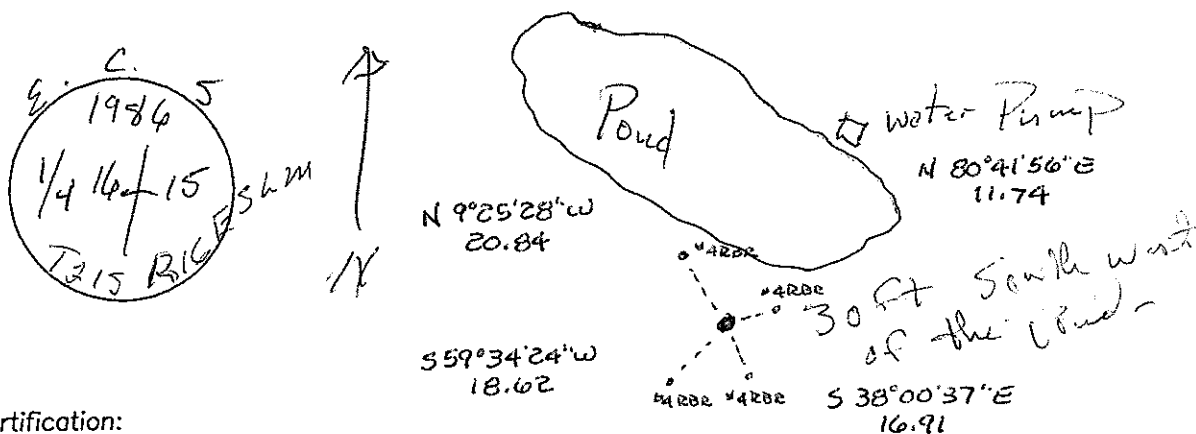 E. C. S
1986
1/4 16 15
T21S R16E SLM
N
Pond
water Pump
N 80°41'56"E
11.74
N 9°25'28"W
20.84
#4RBR
#4RBR
30 ft South west
of the
S 59°34'24"W
18.62
#4RBR #4RBR
S 38°00'37"E
16.91
rtification: